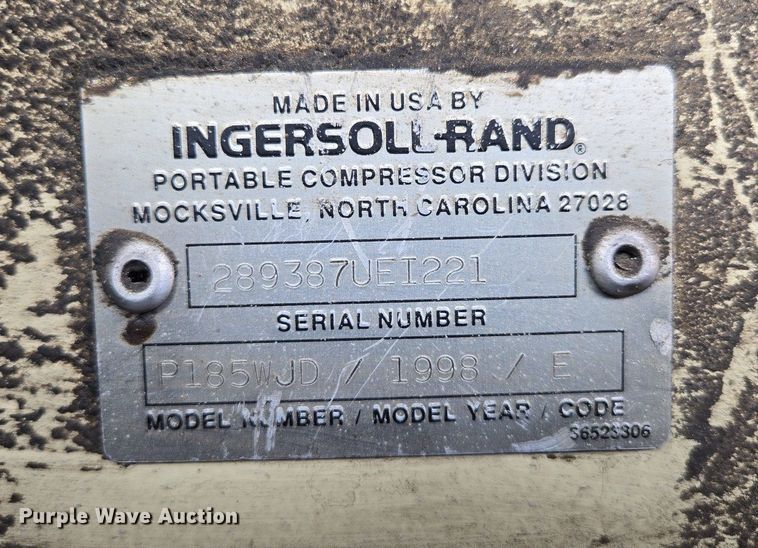 MADE IN USA BY
INGERSOLL-RAND®
PORTABLE COMPRESSOR DIVISION
MOCKSVILLE, NORTH CAROLINA 27028
289387UEI221
SERIAL NUMBER
P185WJD / 1998 / E
MODEL NUMBER / MODEL YEAR / CODE
36523306
Purple Wave Auction